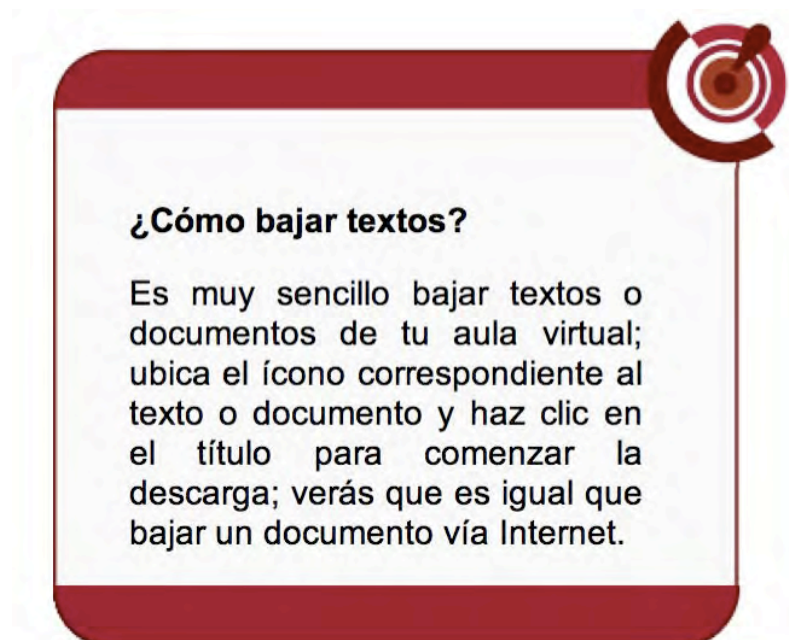 ¿Cómo bajar textos?
Es muy sencillo bajar textos o
documentos de tu aula virtual;
ubica el ícono correspondiente al
texto o documento y haz clic en
el título para comenzar la
descarga; verás que es igual que
bajar un documento vía Internet.